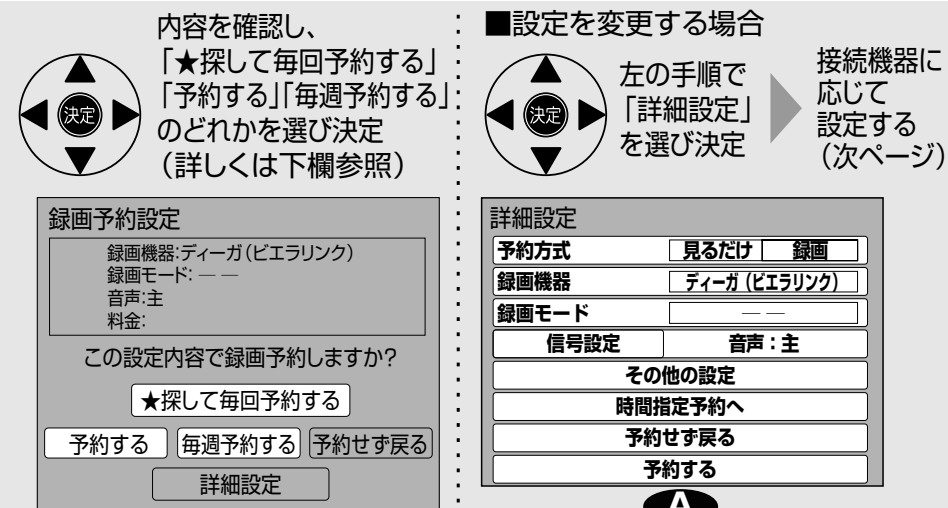 内容を確認し、
「★探して毎回予約する」
「予約する」「毎週予約する」
のどれかを選び決定
（詳しくは下欄参照）
決定
録画予約設定
録画機器:ディーガ（ビエラリンク）
録画モード: ― ―
音声:主
料金:
この設定内容で録画予約しますか?
★探して毎回予約する
予約する 毎週予約する 予約せず戻る
詳細設定
■設定を変更する場合
決定
左の手順で
「詳細設定」
を選び決定
接続機器に
応じて
設定する
（次ページ）
詳細設定
予約方式 見るだけ 録画
録画機器 ディーガ（ビエラリンク）
録画モード ― ―
信号設定 音声：主
その他の設定
時間指定予約へ
予約せず戻る
予約する
A